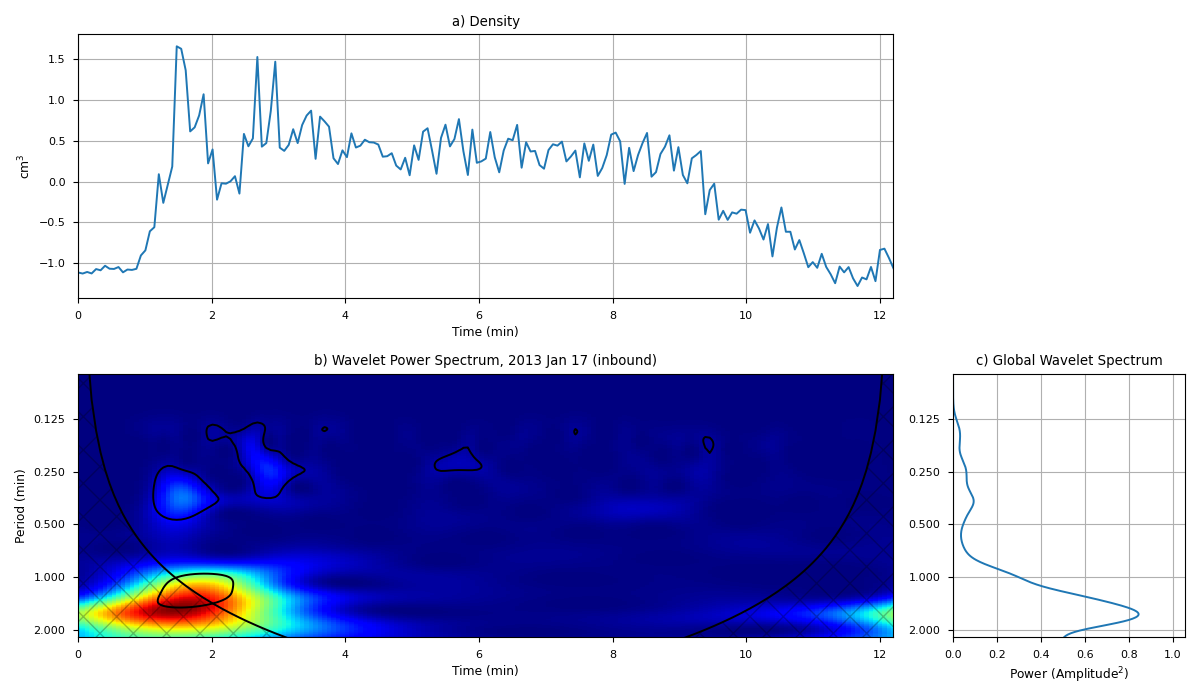 a) Density
cm³
1.5
1.0
0.5
0.0
−0.5
−1.0
0 2 4 6 8 10 12
Time (min)
b) Wavelet Power Spectrum, 2013 Jan 17 (inbound)
Period (min)
0.125
0.250
0.500
1.000
2.000
0 2 4 6 8 10 12
Time (min)
c) Global Wavelet Spectrum
0.125
0.250
0.500
1.000
2.000
0.0 0.2 0.4 0.6 0.8 1.0
Power (Amplitude²)